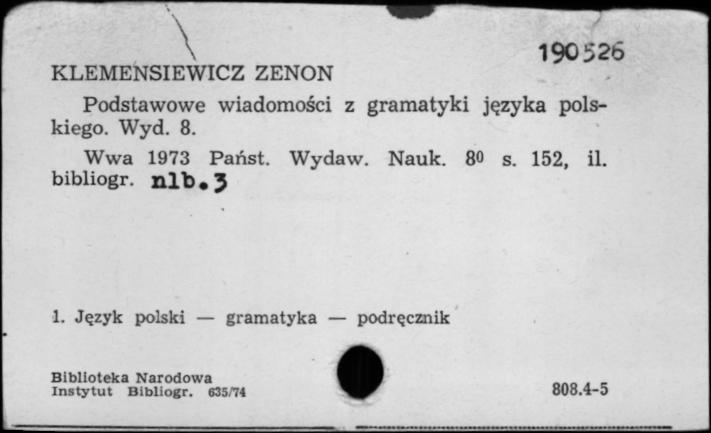 190526
KLEMENSIEWICZ ZENON
Podstawowe wiadomości z gramatyki języka pols-
kiego. Wyd. 8.
Wwa 1973 Państ. Wydaw. Nauk. 8⁰ s. 152, il.
bibliogr. nlb.3
1. Język polski — gramatyka — podręcznik
Biblioteka Narodowa
Instytut Bibliogr. 635/74
808.4-5